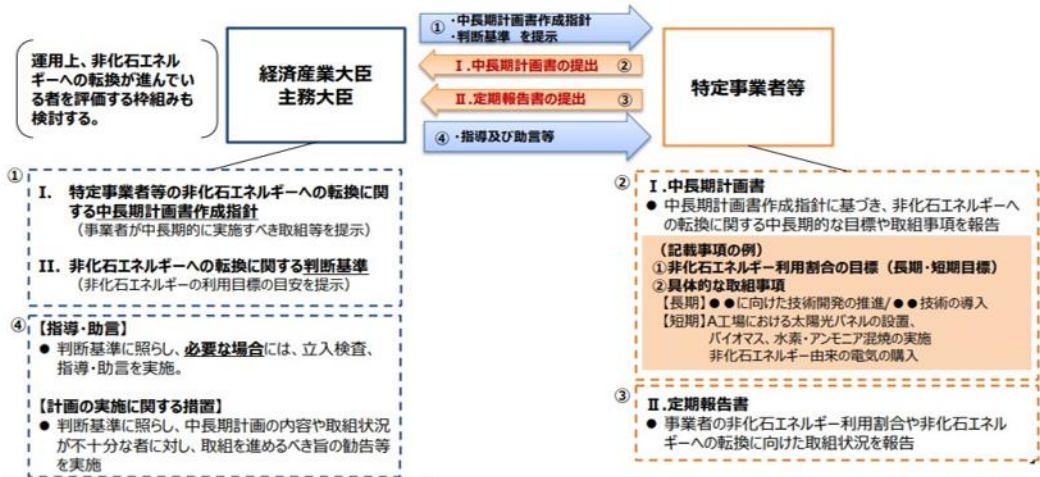 運用上、非化石エネル
ギーへの転換が進んでい
る者を評価する枠組みも
検討する。
経済産業大臣
主務大臣
① ・中長期計画書作成指針
・判断基準 を提示
Ⅰ.中長期計画書の提出 ②
Ⅱ.定期報告書の提出 ③
④ ・指導及び助言等
特定事業者等
①
I. 特定事業者等の非化石エネルギーへの転換に関
する中長期計画書作成指針
（事業者が中長期的に実施すべき取組等を提示）
II. 非化石エネルギーへの転換に関する判断基準
（非化石エネルギーの利用目標の目安を提示）
④
【指導・助言】
● 判断基準に照らし、必要な場合には、立入検査、
指導・助言を実施。
【計画の実施に関する措置】
● 判断基準に照らし、中長期計画の内容や取組状況
が不十分な者に対し、取組を進めるべき旨の勧告等
を実施
②
Ⅰ.中長期計画書
● 中長期計画書作成指針に基づき、非化石エネルギーへ
の転換に関する中長期的な目標や取組事項を報告
（記載事項の例）
①非化石エネルギー利用割合の目標（長期・短期目標）
②具体的な取組事項
【長期】●●に向けた技術開発の推進/●●技術の導入
【短期】A工場における太陽光パネルの設置、
バイオマス、水素・アンモニア混焼の実施
非化石エネルギー由来の電気の購入
③
Ⅱ.定期報告書
● 事業者の非化石エネルギー利用割合や非化石エネル
ギーへの転換に向けた取組状況を報告